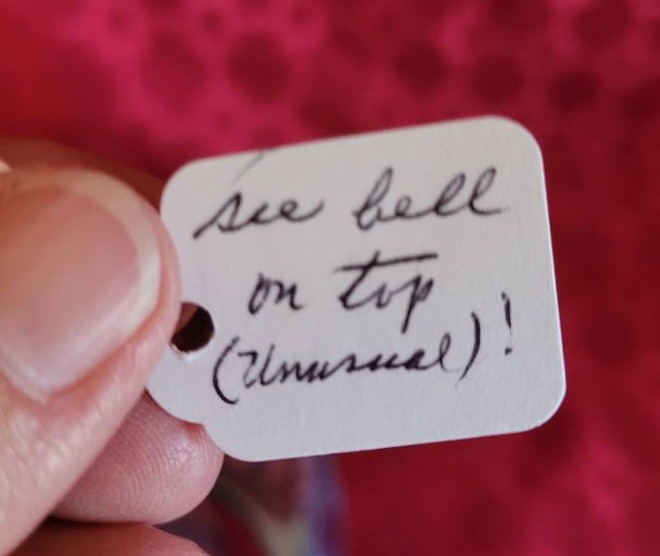 see bell
on top
(Unusual)!